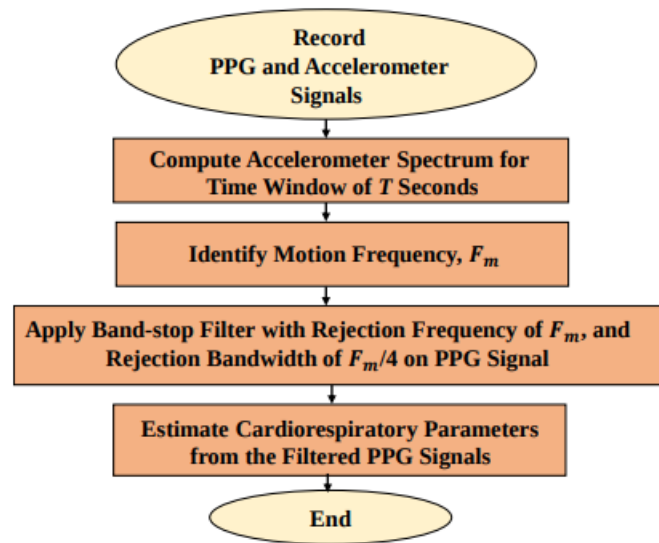 Record
PPG and Accelerometer
Signals
Compute Accelerometer Spectrum for
Time Window of T Seconds
Identify Motion Frequency, Fₘ
Apply Band-stop Filter with Rejection Frequency of Fₘ, and
Rejection Bandwidth of Fₘ/4 on PPG Signal
Estimate Cardiorespiratory Parameters
from the Filtered PPG Signals
End